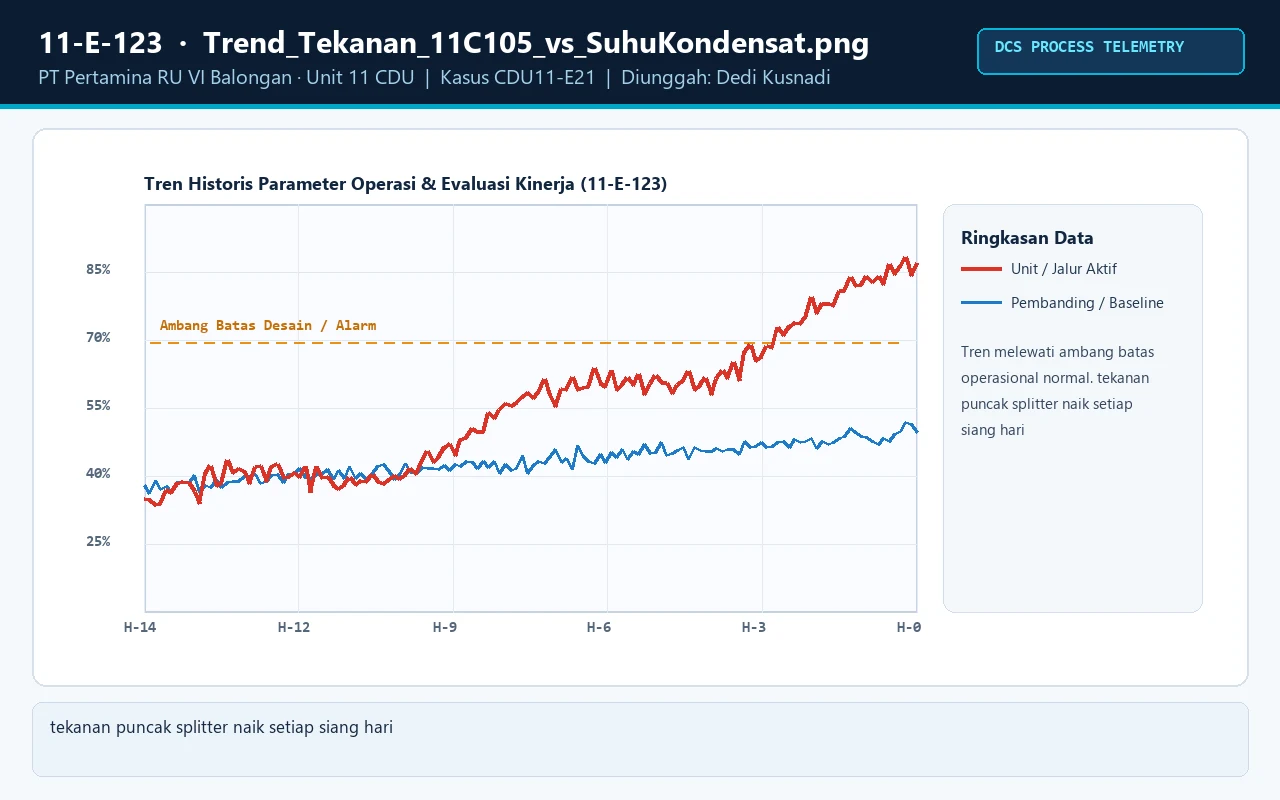 11-E-123 · Trend_Tekanan_11C105_vs_SuhuKondensat.png
PT Pertamina RU VI Balongan · Unit 11 CDU | Kasus CDU11-E21 | Diunggah: Dedi Kusnadi
DCS PROCESS TELEMETRY
Tren Historis Parameter Operasi & Evaluasi Kinerja (11-E-123)
85%
70%
55%
40%
25%
Ambang Batas Desain / Alarm
H-14
H-12
H-9
H-6
H-3
H-0
Ringkasan Data
Unit / Jalur Aktif
Pembanding / Baseline
Tren melewati ambang batas
operasional normal. tekanan
puncak splitter naik setiap
siang hari
tekanan puncak splitter naik setiap siang hari